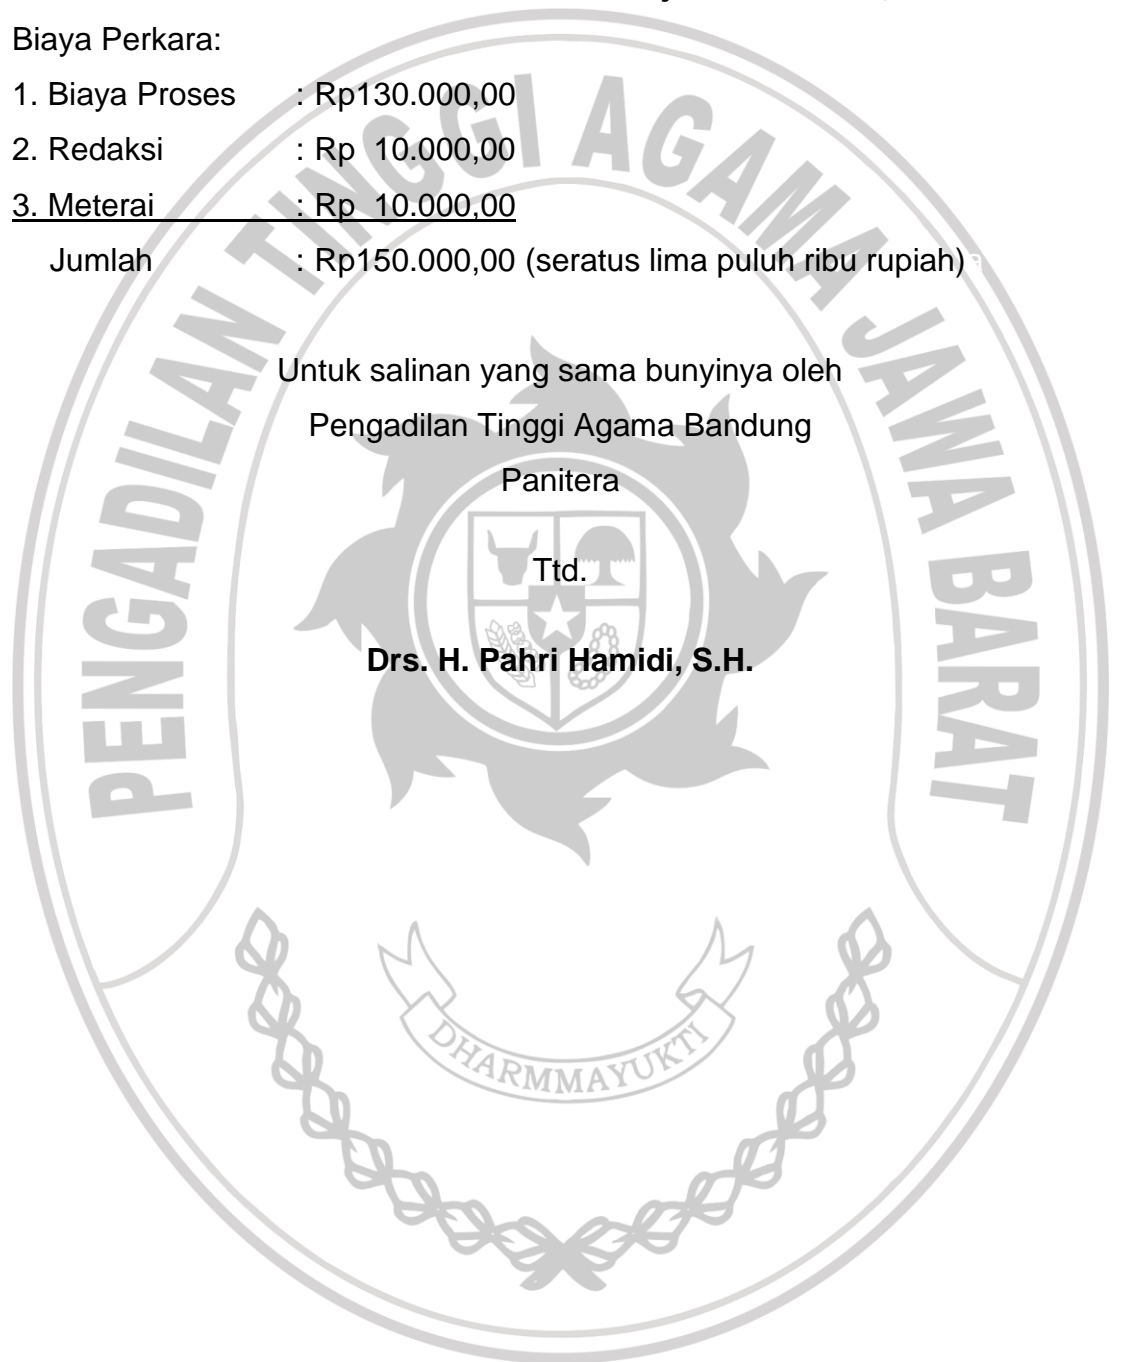 Biaya Perkara:
1. Biaya Proses : Rp130.000,00
2. Redaksi : Rp 10.000,00
3. Meterai : Rp 10.000,00
Jumlah : Rp150.000,00 (seratus lima puluh ribu rupiah)
Untuk salinan yang sama bunyinya oleh
Pengadilan Tinggi Agama Bandung
Panitera
Ttd.
Drs. H. Pahri Hamidi, S.H.
PENGADILAN TINGGI AGAMA JAWA BARAT
DHARMMAYUKTI